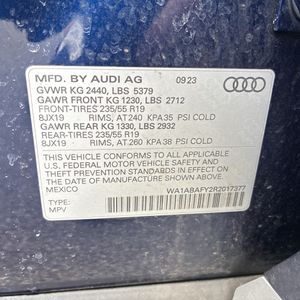 MFD. BY AUDI AG 09 23
GVWR KG 2440, LBS 5379
GAWR FRONT KG 1230, LBS 2712
FRONT-TIRES 235/55 R19
8JX19 RIMS, AT 240 KPA 35 PSI COLD
GAWR REAR KG 1330, LBS 2932
REAR-TIRES 235/55 R19
8JX19 RIMS, AT 260 KPA 38 PSI COLD
THIS VEHICLE CONFORMS TO ALL APPLICABLE
U.S. FEDERAL MOTOR VEHICLE SAFETY AND
THEFT PREVENTION STANDARDS IN EFFECT ON
THE DATE OF MANUFACTURE SHOWN ABOVE.
MEXICO WA1ABAFY2R2017377
TYPE:
MPV